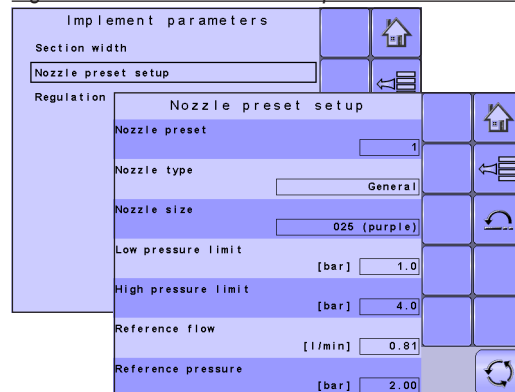 Implement parameters
Section width
Nozzle preset setup
Regulation
Nozzle preset setup
Nozzle preset
1
Nozzle type
General
Nozzle size
025 (purple)
Low pressure limit
[bar] 1.0
High pressure limit
[bar] 4.0
Reference flow
[l/min] 0.81
Reference pressure
[bar] 2.00